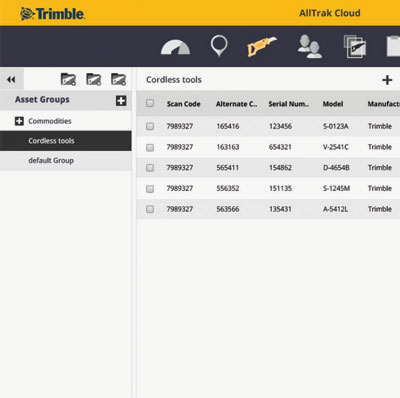 Trimble. AllTrak Cloud
Cordless tools
Asset Groups
Commodities
Cordless tools
default Group
Scan Code Alternate C.. Serial Num.. Model Manufact
7989327 165416 123456 S-0123A Trimble
7989327 163163 654321 V-2541C Trimble
7989327 565411 154862 D-4654B Trimble
7989327 556352 151135 S-1245M Trimble
7989327 563566 135431 A-5412L Trimble